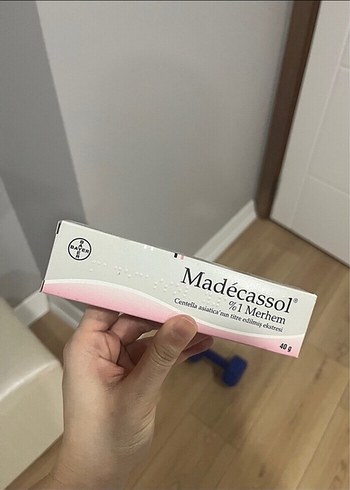 BAYER
Madécassol®
%1 Merhem
Centella asiatica'nın titre edilmiş ekstresi
40 g